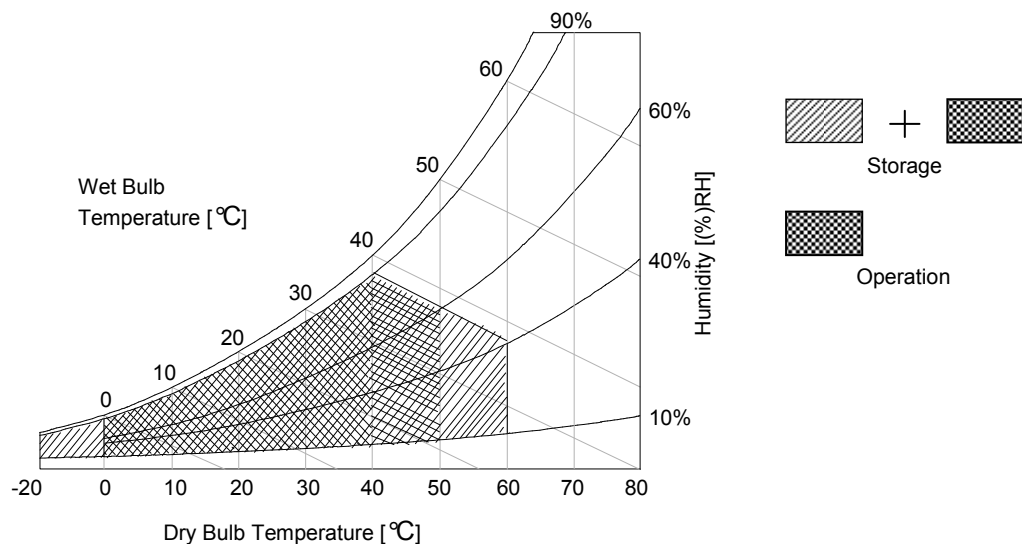 90%
60
60%
50
Wet Bulb
Temperature [ ℃]
40
40%
30
20
10
0
10%
Humidity [(%)RH]
-20 0 10 20 30 40 50 60 70 80
Dry Bulb Temperature [ ℃]
+
Storage
Operation